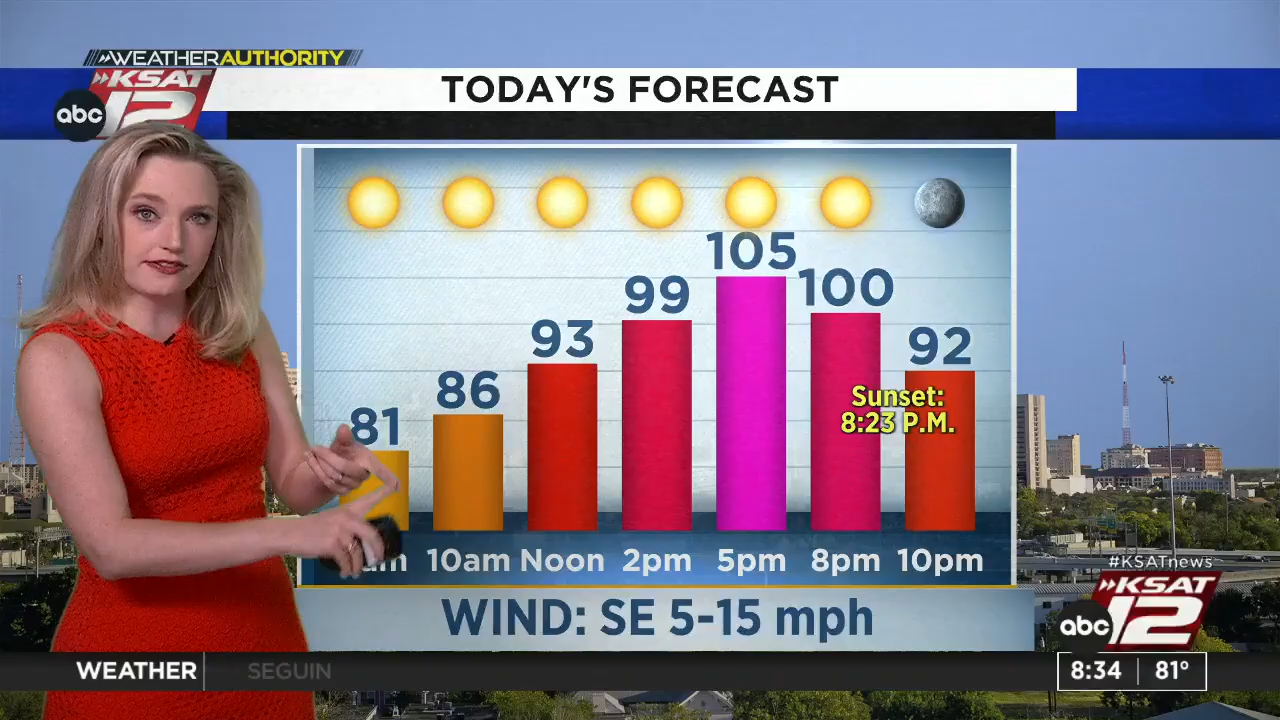 WEATHERAUTHORITY
KSAT
abc 12
TODAY'S FORECAST
81 86 93 99 105 100 92
Sunset:
8:23 P.M.
10am Noon 2pm 5pm 8pm 10pm
WIND: SE 5-15 mph
#KSATnews
KSAT
abc 12
WEATHER SEGUIN
8:34 81°